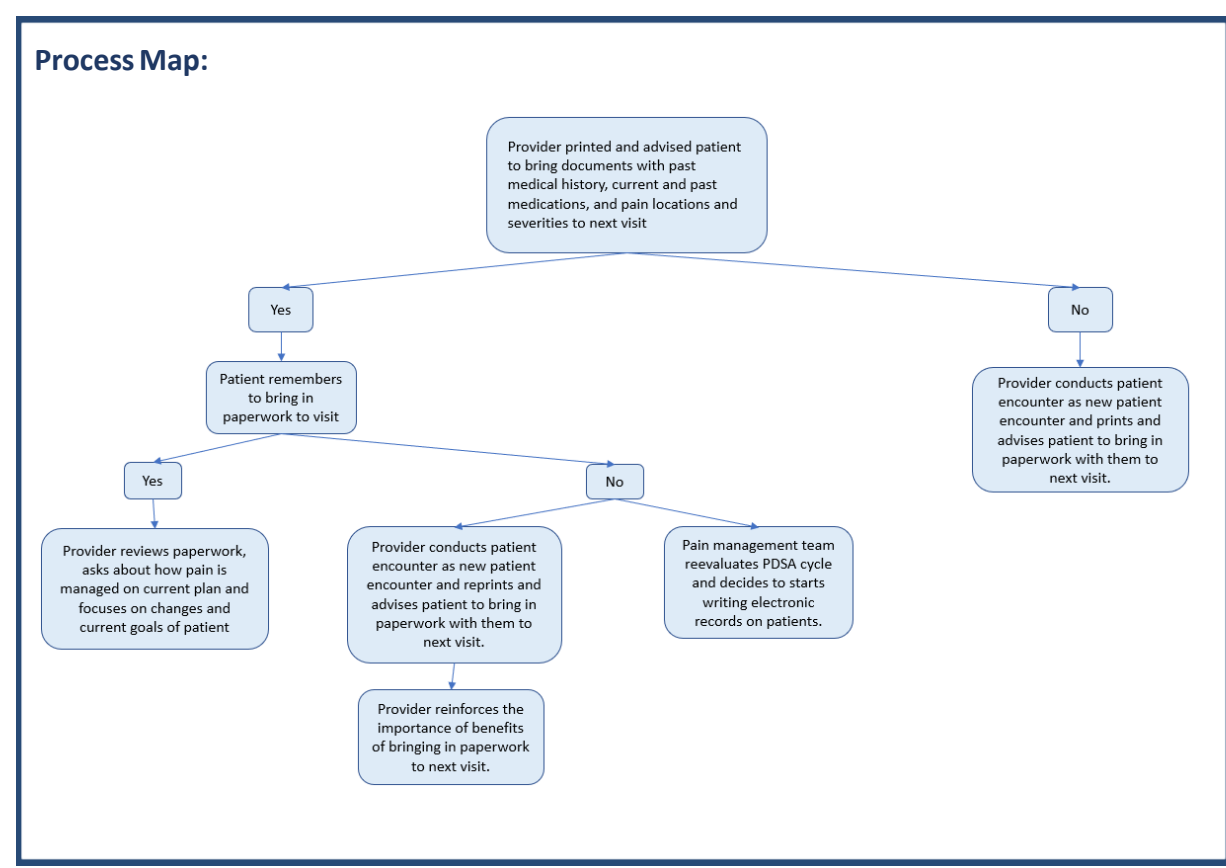 Process Map:
Provider printed and advised patient
to bring documents with past
medical history, current and past
medications, and pain locations and
severities to next visit
Yes
No
Patient remembers
to bring in
paperwork to visit
Provider conducts patient
encounter as new patient
encounter and prints and
advises patient to bring in
paperwork with them to
next visit.
Yes
No
Provider reviews paperwork,
asks about how pain is
managed on current plan and
focuses on changes and
current goals of patient
Provider conducts patient
encounter as new patient
encounter and reprints and
advises patient to bring in
paperwork with them to
next visit.
Pain management team
reevaluates PDSA cycle
and decides to starts
writing electronic
records on patients.
Provider reinforces the
importance of benefits
of bringing in paperwork
to next visit.